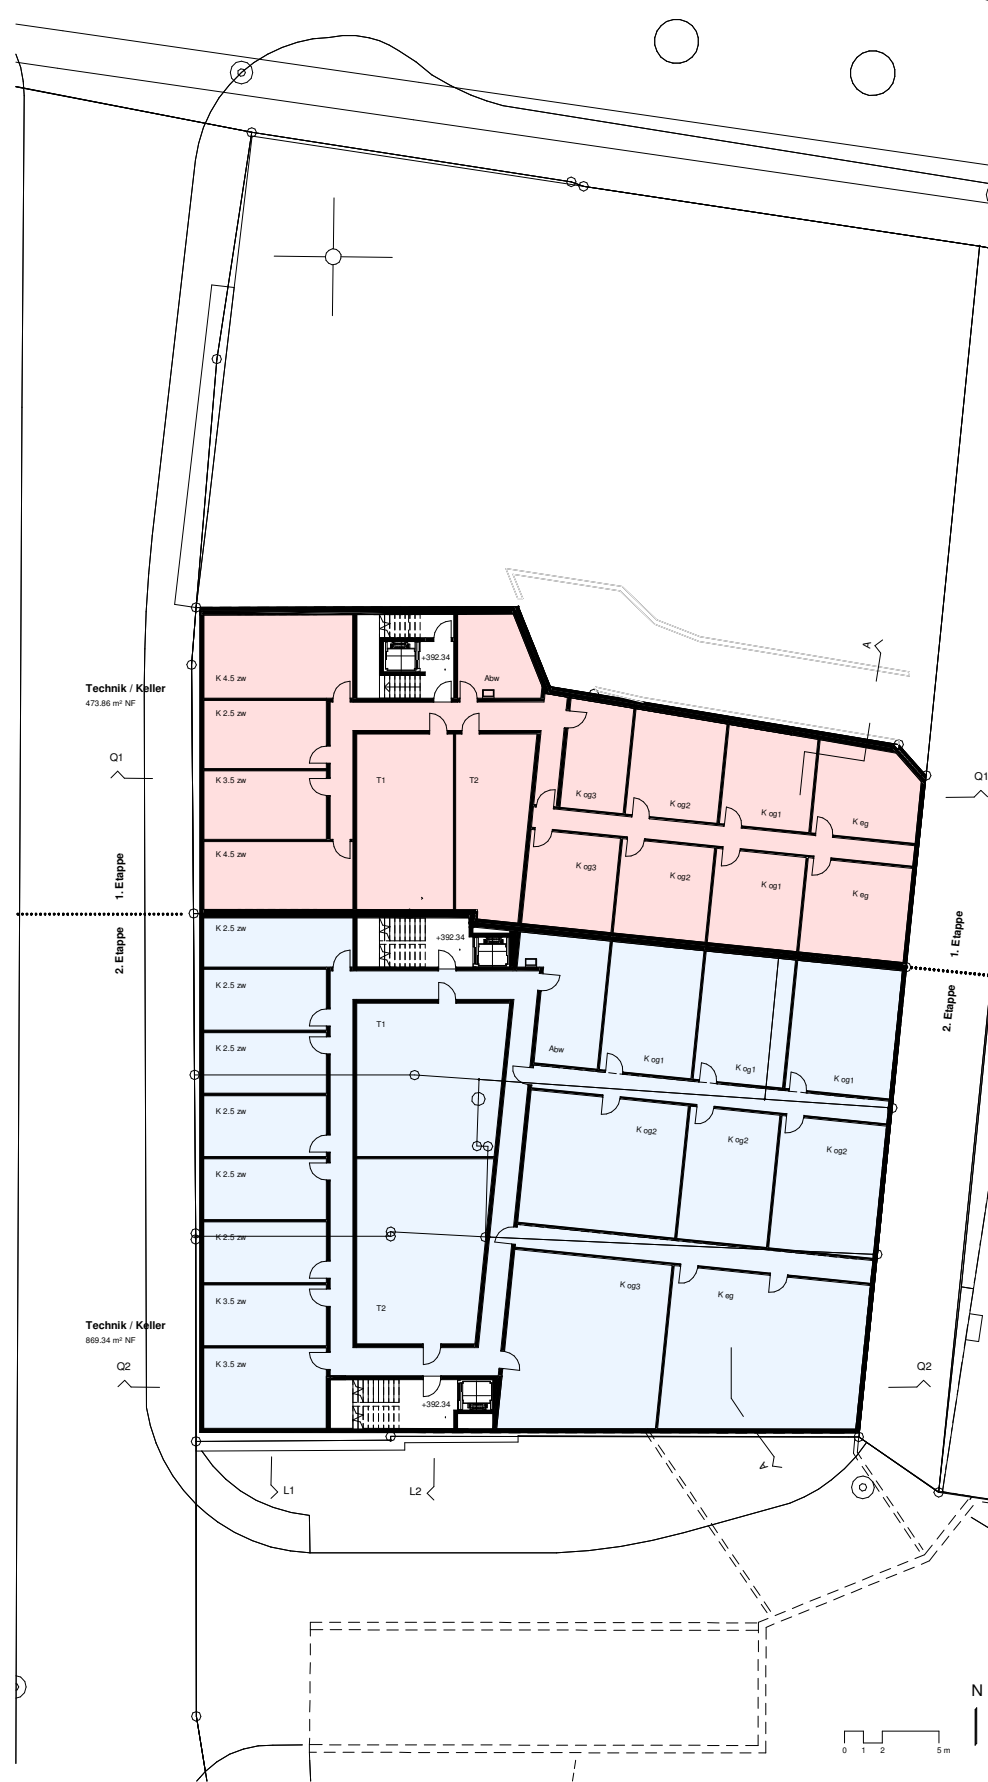 A
+392.34
K 4.5 zw
Abw
Technik / Keller
473.86 m² NF
K 2.5 zw
Q1
Q1
K 3.5 zw
T1
T2
K og3
K og2
K og1
K eg
K 4.5 zw
K og3
K og2
K og1
K eg
1. Etappe
2. Etappe
1. Etappe
2. Etappe
K 2.5 zw
+392.34
K 2.5 zw
T1
K 2.5 zw
Abw
K og1
K og1
K og1
K 2.5 zw
K og2
K og2
K og2
K 2.5 zw
K 2.5 zw
K og3
K eg
K 3.5 zw
T2
Technik / Keller
869.34 m² NF
K 3.5 zw
Q2
Q2
+392.34
A
L1
L2
N
0 1 2 5 m